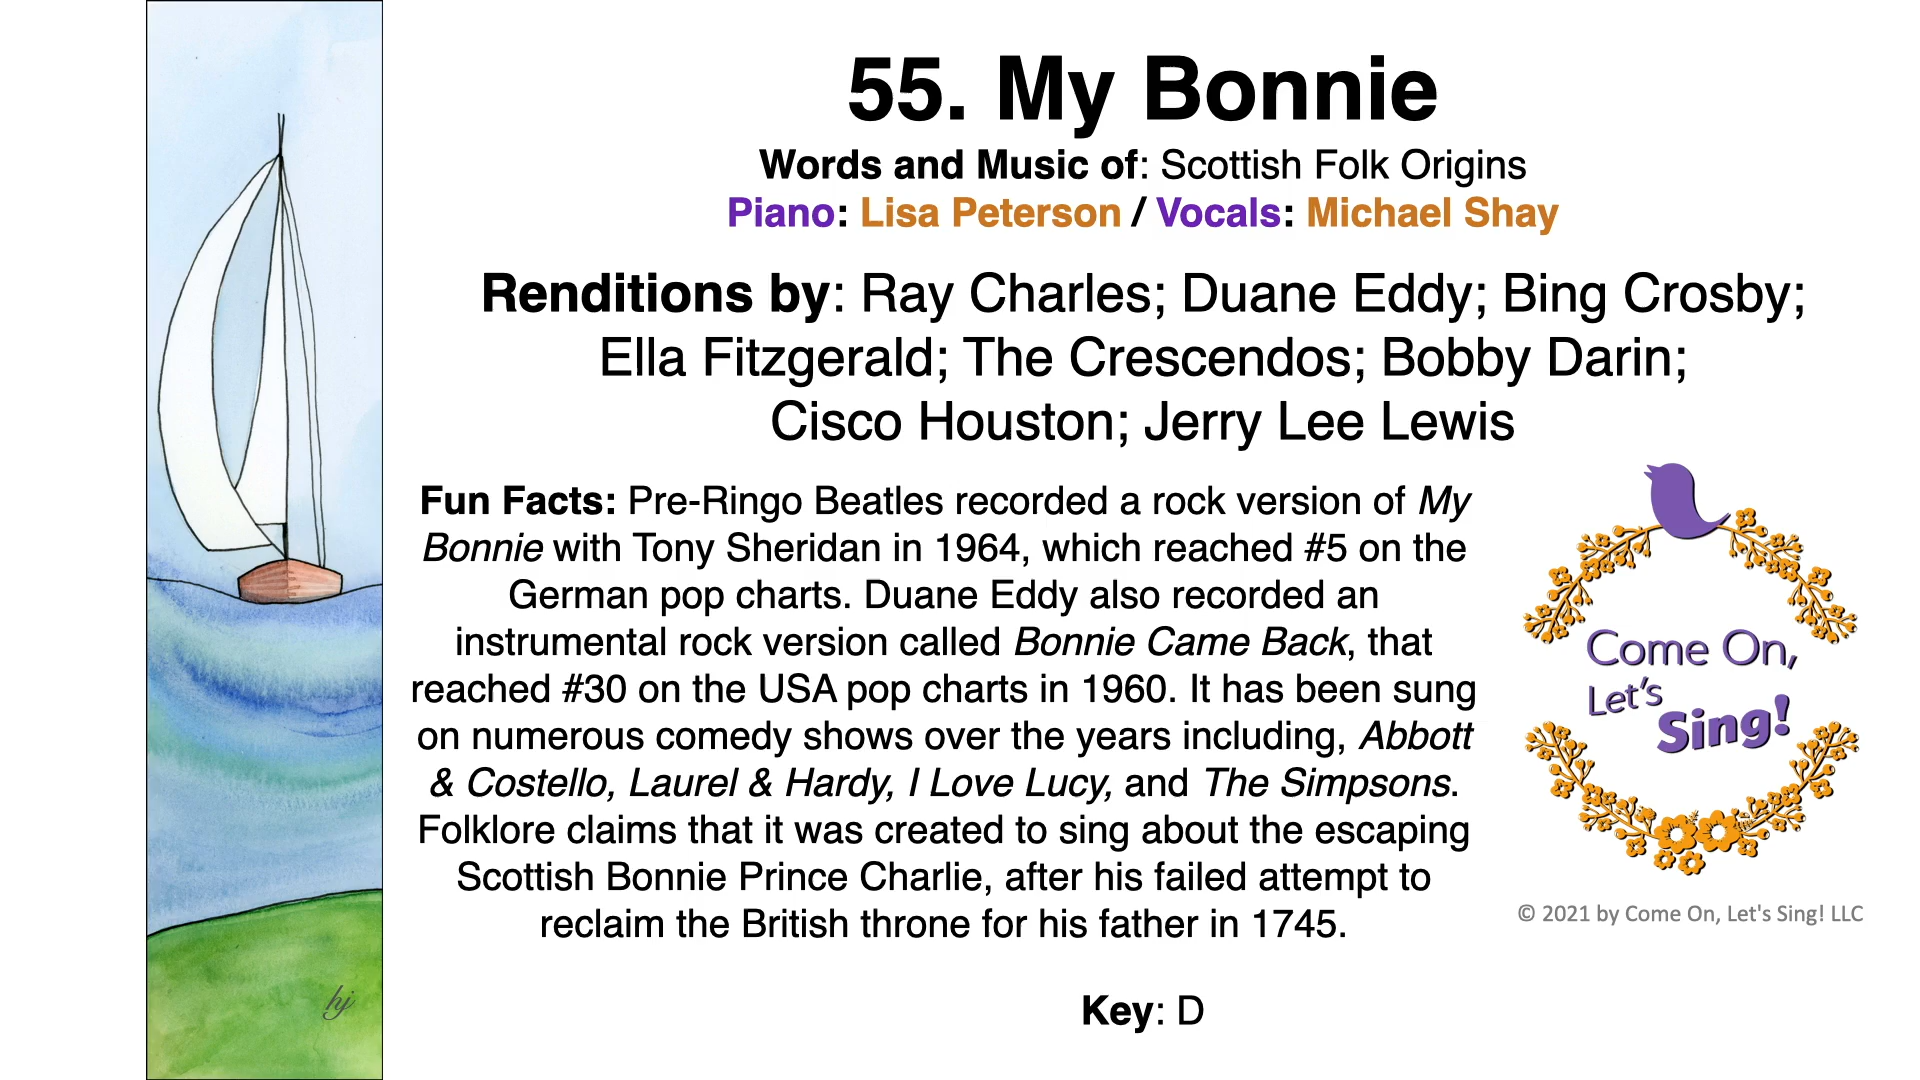 55. My Bonnie
Words and Music of: Scottish Folk Origins
Piano: Lisa Peterson / Vocals: Michael Shay
Renditions by: Ray Charles; Duane Eddy; Bing Crosby;
Ella Fitzgerald; The Crescendos; Bobby Darin;
Cisco Houston; Jerry Lee Lewis
Fun Facts: Pre-Ringo Beatles recorded a rock version of My
Bonnie with Tony Sheridan in 1964, which reached #5 on the
German pop charts. Duane Eddy also recorded an
instrumental rock version called Bonnie Came Back, that
reached #30 on the USA pop charts in 1960. It has been sung
on numerous comedy shows over the years including, Abbott
& Costello, Laurel & Hardy, I Love Lucy, and The Simpsons.
Folklore claims that it was created to sing about the escaping
Scottish Bonnie Prince Charlie, after his failed attempt to
reclaim the British throne for his father in 1745.
Key: D
Come On,
Let's
Sing!
© 2021 by Come On, Let's Sing! LLC
hj